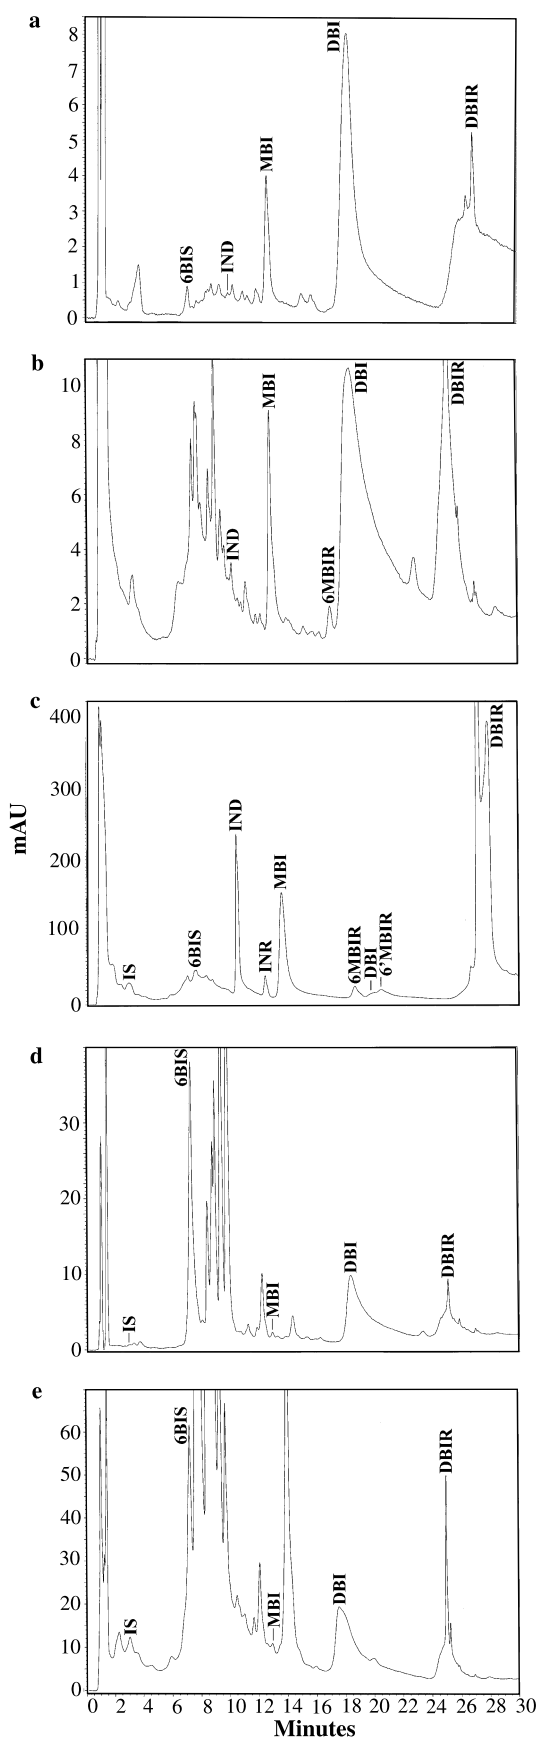 a
8
7
6
5
4
3
2
1
0
6BIS
IND
MBI
DBI
DBIR
b
10
8
6
4
2
0
IND
MBI
6MBIR
DBI
DBIR
c
400
300
200
100
0
mAU
IS
6BIS
IND
INR
MBI
6MBIR
DBI
6'MBIR
DBIR
d
30
20
10
0
IS
6BIS
MBI
DBI
DBIR
e
60
50
40
30
20
10
0
IS
6BIS
MBI
DBI
DBIR
0 2 4 6 8 10 12 14 16 18 20 22 24 26 28 30
Minutes